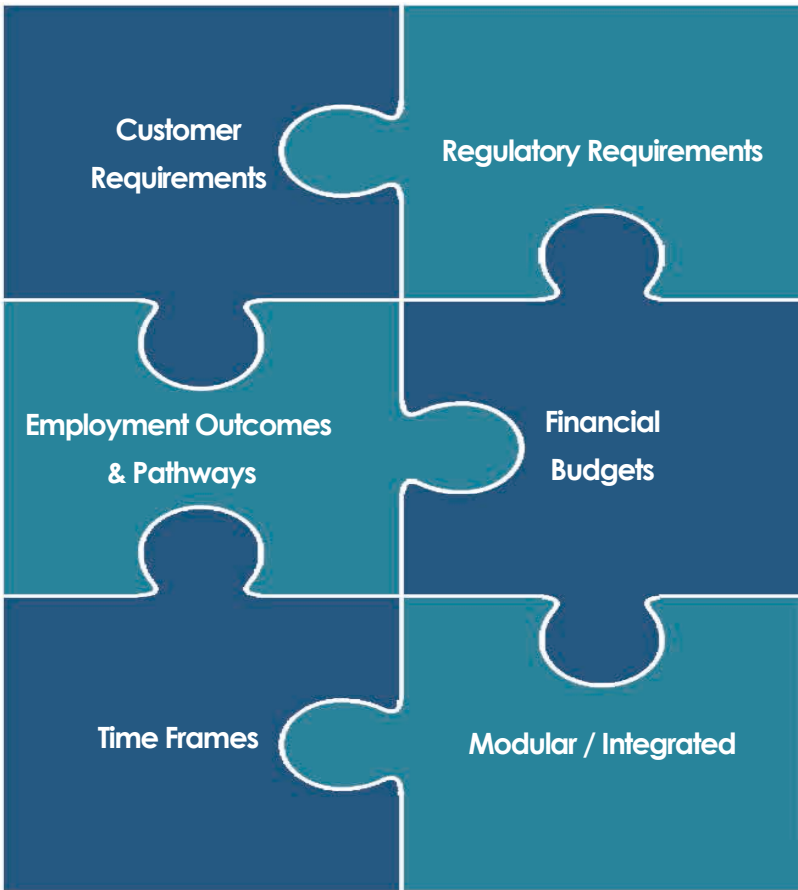 Customer
Requirements
Regulatory Requirements
Employment Outcomes
& Pathways
Financial
Budgets
Time Frames
Modular / Integrated